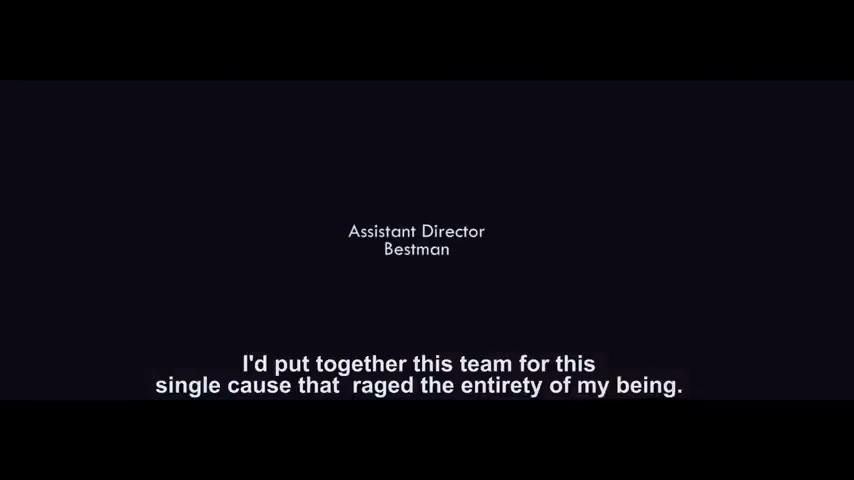 Assistant Director
Bestman
I'd put together this team for this
single cause that  raged the entirety of my being.